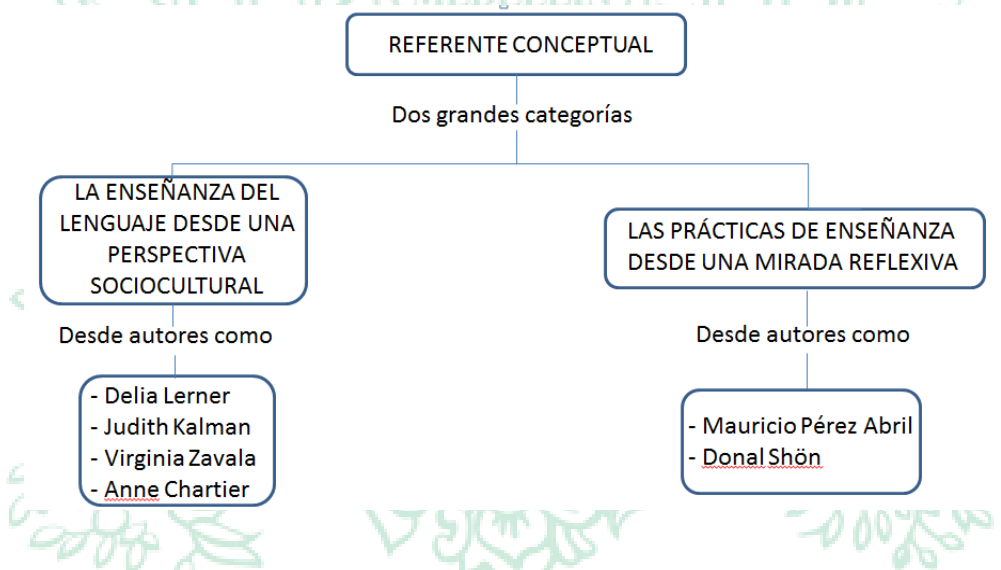 REFERENTE CONCEPTUAL
Dos grandes categorías
LA ENSEÑANZA DEL
LENGUAJE DESDE UNA
PERSPECTIVA
SOCIOCULTURAL
Desde autores como
- Delia Lerner
- Judith Kalman
- Virginia Zavala
- Anne Chartier
LAS PRÁCTICAS DE ENSEÑANZA
DESDE UNA MIRADA REFLEXIVA
Desde autores como
- Mauricio Pérez Abril
- Donal Shön